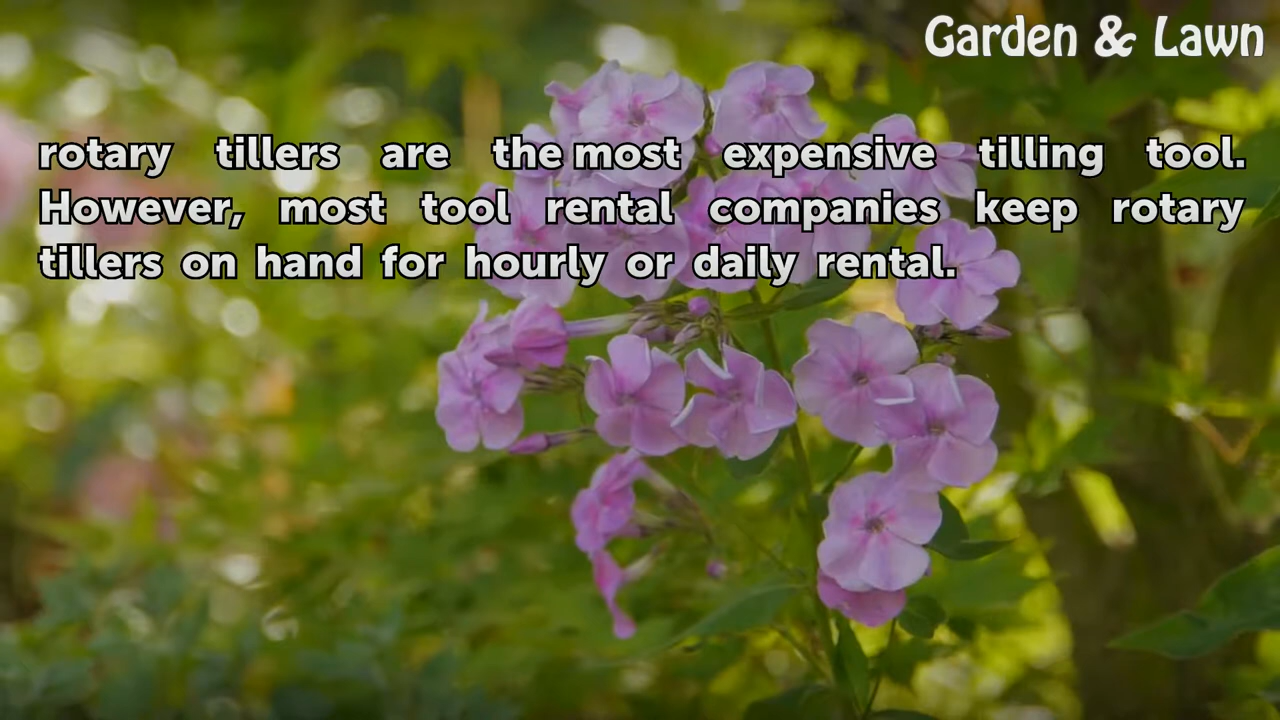 Garden & Lawn
rotary tillers are the most expensive tilling tool.
However, most tool rental companies keep rotary
tillers on hand for hourly or daily rental.